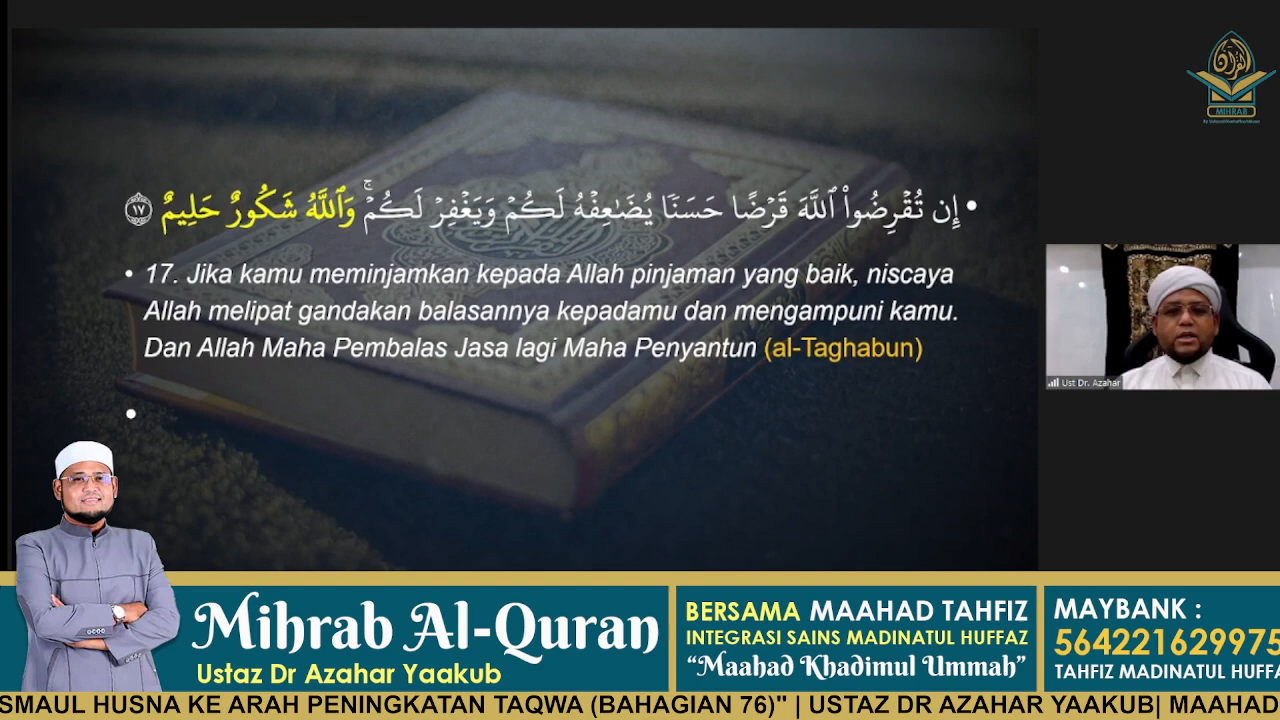 إِن تُقْرِضُوا۟ ٱللَّهَ قَرْضًا حَسَنًا يُضَـٰعِفْهُ لَكُمْ وَيَغْفِرْ لَكُمْ ۚ وَٱللَّهُ شَكُورٌ حَلِيمٌ ١٧
17. Jika kamu meminjamkan kepada Allah pinjaman yang baik, niscaya
Allah melipat gandakan balasannya kepadamu dan mengampuni kamu.
Dan Allah Maha Pembalas Jasa lagi Maha Penyantun (al-Taghabun)
القرآن
MIHRAB
Ust Dr. Azahar
Mihrab Al-Quran
Ustaz Dr Azahar Yaakub
BERSAMA MAAHAD TAHFIZ
INTEGRASI SAINS MADINATUL HUFFAZ
“Maahad Khadimul Ummah”
MAYBANK :
564221629975
TAHFIZ MADINATUL HUFFA
SMAUL HUSNA KE ARAH PENINGKATAN TAQWA (BAHAGIAN 76)" | USTAZ DR AZAHAR YAAKUB| MAAHAD